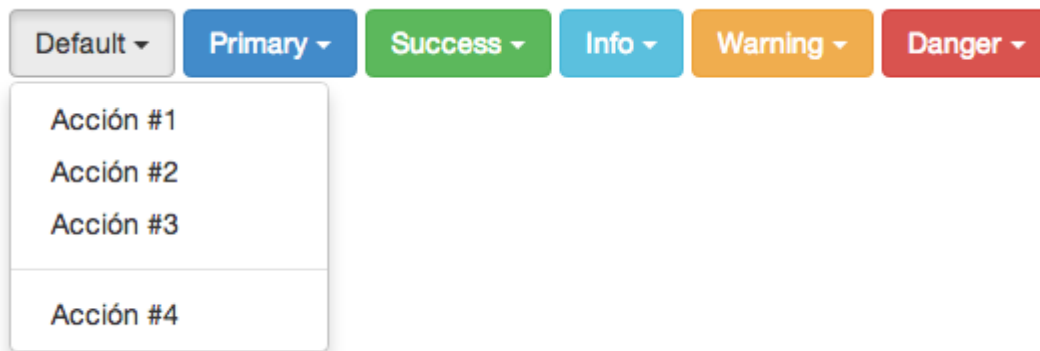 Default Primary Success Info Warning Danger
Acción #1
Acción #2
Acción #3
Acción #4